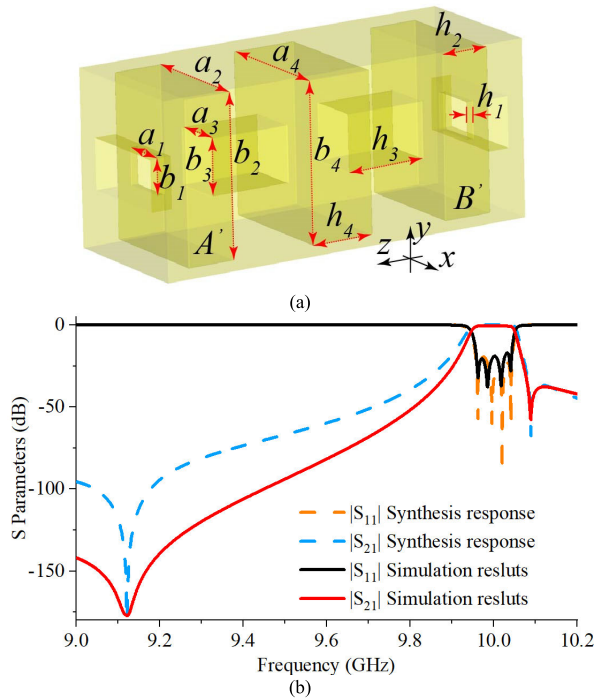 a2
a4
h2
h1
a1
a3
b1
b3
b2
b4
h3
h4
A'
B'
z
y
x
(a)
S Parameters (dB)
0
-50
-100
-150
|S11| Synthesis response
|S21| Synthesis response
|S11| Simulation resluts
|S21| Simulation resluts
9.0 9.2 9.4 9.6 9.8 10.0 10.2
Frequency (GHz)
(b)